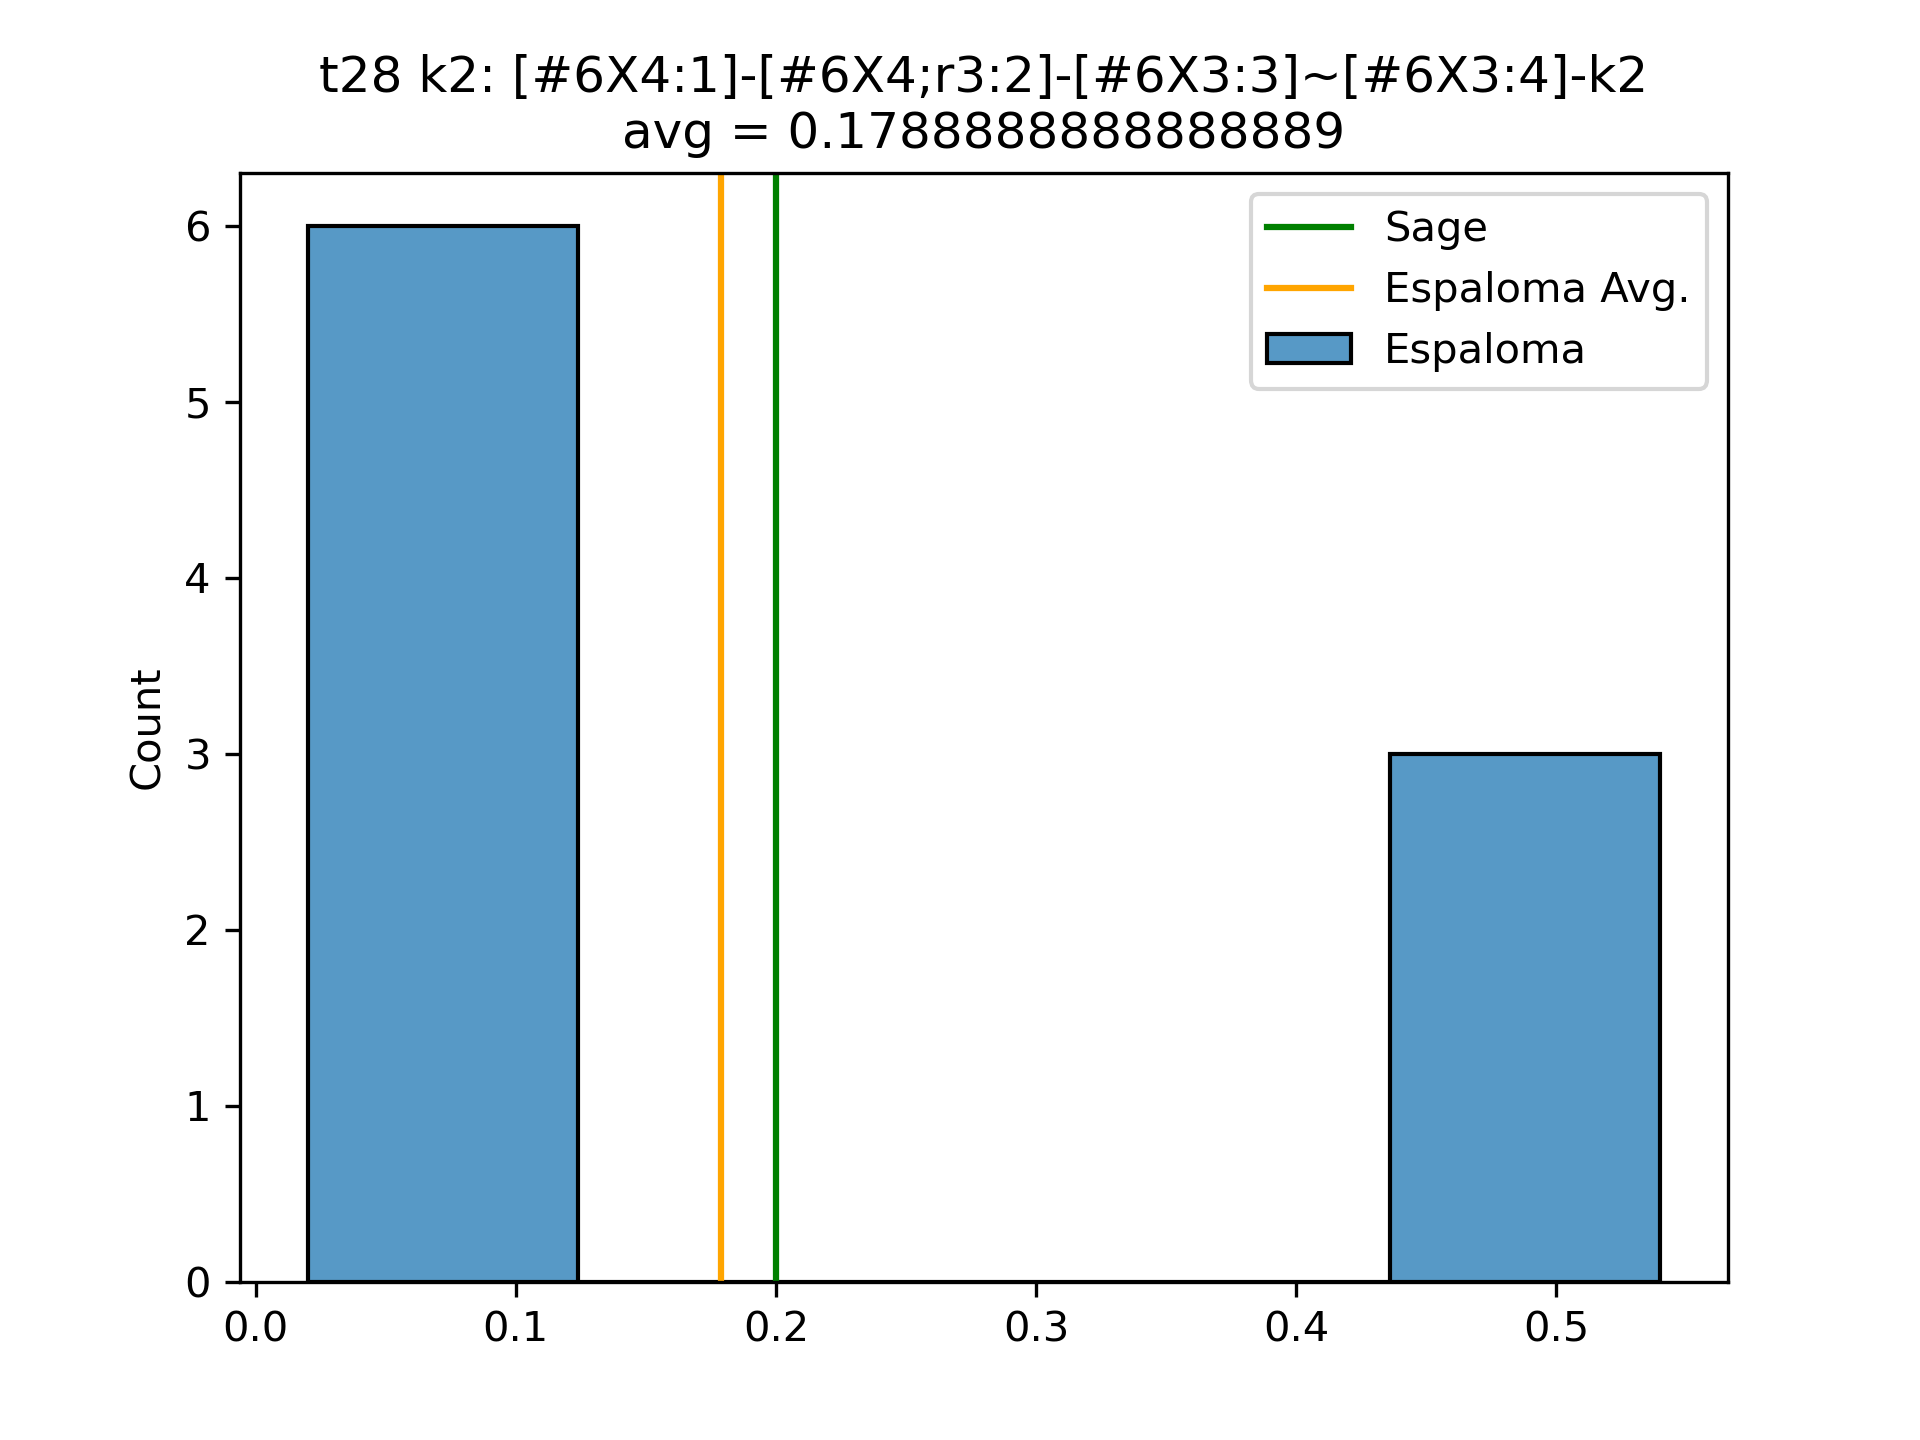 t28 k2: [#6X4:1]-[#6X4;r3:2]-[#6X3:3]~[#6X3:4]-k2
avg = 0.1788888888888889
Sage
Espaloma Avg.
Espaloma
Count
6
5
4
3
2
1
0
0.0 0.1 0.2 0.3 0.4 0.5